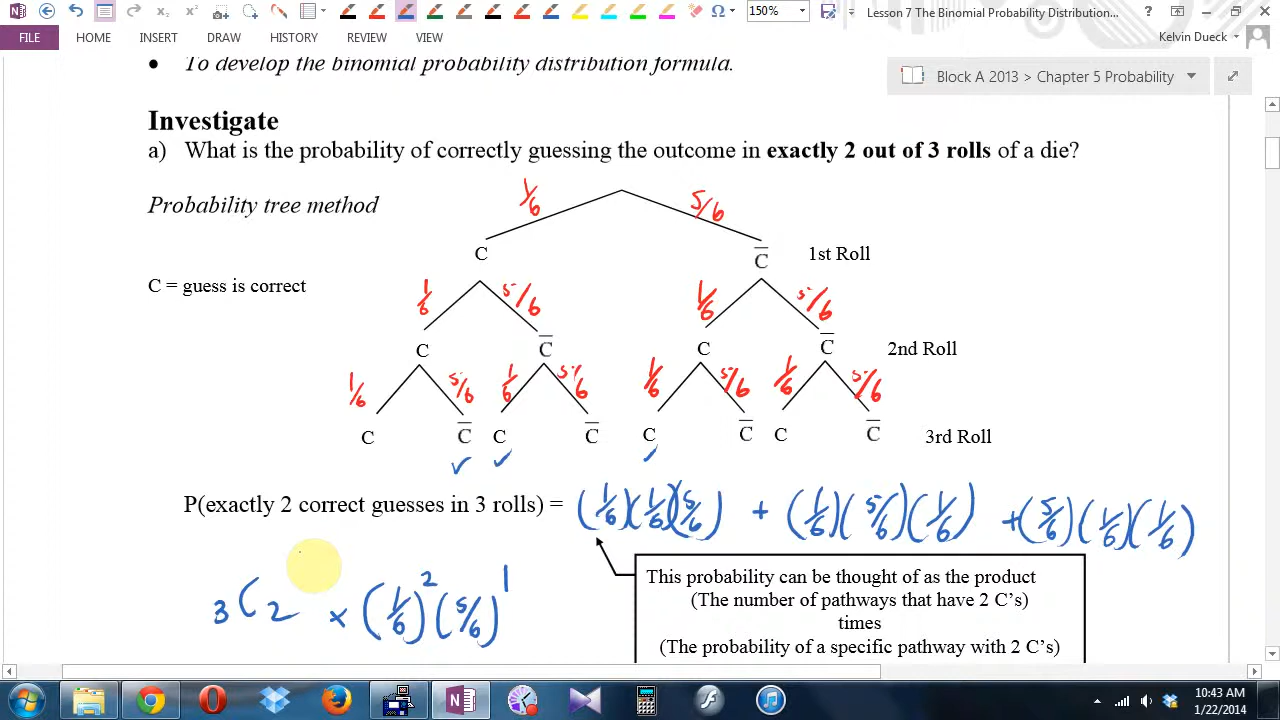 150%
Lesson 7 The Binomial Probability Distribution...
FILE HOME INSERT DRAW HISTORY REVIEW VIEW
Kelvin Dueck
• To develop the binomial probability distribution formula.
Block A 2013 > Chapter 5 Probability
Investigate
a) What is the probability of correctly guessing the outcome in exactly 2 out of 3 rolls of a die?
1/6 5/6
Probability tree method
C C̅ 1st Roll
C = guess is correct
1/6 5/6 1/6 5/6
C C̅ C C̅ 2nd Roll
1/6 5/6 1/6 5/6 1/6 5/6 1/6 5/6
C C̅ C C̅ C C̅ C C̅ 3rd Roll
✓ ✓ ✓
P(exactly 2 correct guesses in 3 rolls) = (1/6)(1/6)(5/6) + (1/6)(5/6)(1/6) + (5/6)(1/6)(1/6)
This probability can be thought of as the product
(The number of pathways that have 2 C's)
times
(The probability of a specific pathway with 2 C's)
₃C₂ × (1/6)² (5/6)¹
10:43 AM
1/22/2014